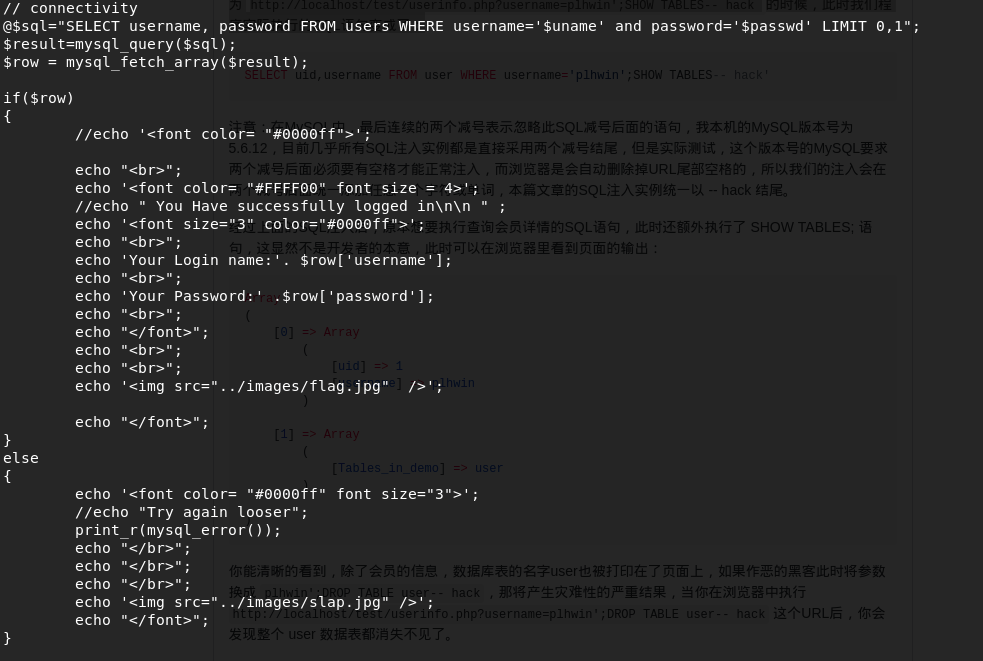 // connectivity
@$sql="SELECT username, password FROM users WHERE username='$uname' and password='$passwd' LIMIT 0,1";
$result=mysql_query($sql);
$row = mysql_fetch_array($result);
if($row)
{
//echo '<font color= "#0000ff">';
echo "<br>";
echo '<font color= "#FFFF00" font size = 4>';
//echo " You Have successfully logged in\n\n " ;
echo '<font size="3" color="#0000ff">';
echo "<br>";
echo 'Your Login name:'. $row['username'];
echo "<br>";
echo 'Your Password:' .$row['password'];
echo "<br>";
echo "</font>";
echo "<br>";
echo "<br>";
echo '<img src="../images/flag.jpg"  />';
echo "</font>";
}
else
{
echo '<font color= "#0000ff" font size="3">';
//echo "Try again looser";
print_r(mysql_error());
echo "</br>";
echo "</br>";
echo "</br>";
echo '<img src="../images/slap.jpg" />';
echo "</font>";
}
为 http://localhost/test/userinfo.php?username=plhwin';SHOW TABLES-- hack 的时候，此时我们程
SELECT uid,username FROM user WHERE username='plhwin';SHOW TABLES-- hack'
注意：在MySQL中，最后连续的两个减号表示忽略此SQL减号后面的语句，我本机的MySQL版本号为
5.6.12，目前几乎所有SQL注入实例都是直接采用两个减号结尾，但是实际测试，这个版本号的MySQL要求
两个减号后面必须要有空格才能正常注入，而浏览器是会自动删除掉URL尾部空格的，所以我们的注入会在
词，本篇文章的SQL注入实例统一以 -- hack 结尾。
要执行查询会员详情的SQL语句，此时还额外执行了 SHOW TABLES; 语
句，这显然不是开发者的本意，此时可以在浏览器里看到页面的输出：
Array
(
[0] => Array
(
[uid] => 1
[username] => plhwin
)
[1] => Array
(
[Tables_in_demo] => user
)
你能清晰的看到，除了会员的信息，数据库表的名字user也被打印在了页面上，如果作恶的黑客此时将参数
换成 plhwin';DROP TABLE user-- hack ，那将产生灾难性的严重结果，当你在浏览器中执行
http://localhost/test/userinfo.php?username=plhwin';DROP TABLE user-- hack 这个URL后，你会
发现整个 user 数据表都消失不见了。